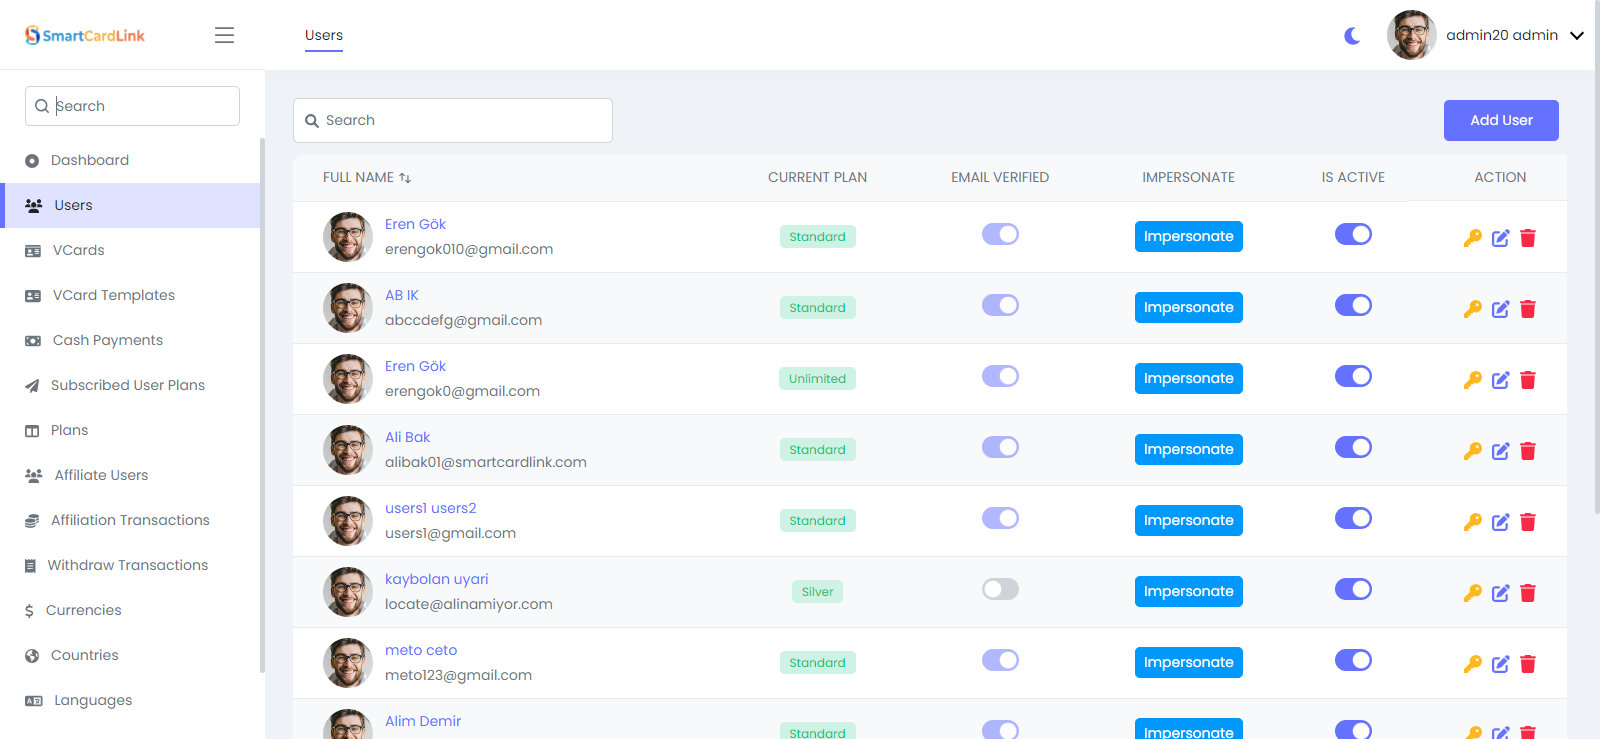 SmartCardLink
Users
admin20 admin
Search
Dashboard
Users
VCards
VCard Templates
Cash Payments
Subscribed User Plans
Plans
Affiliate Users
Affiliation Transactions
Withdraw Transactions
Currencies
Countries
Languages
Search
Add User
FULL NAME CURRENT PLAN EMAIL VERIFIED IMPERSONATE IS ACTIVE ACTION
Eren Gök
erengok010@gmail.com
Standard
Impersonate
AB IK
abccdefg@gmail.com
Standard
Impersonate
Eren Gök
erengok0@gmail.com
Unlimited
Impersonate
Ali Bak
alibak01@smartcardlink.com
Standard
Impersonate
users1 users2
users1@gmail.com
Standard
Impersonate
kaybolan uyari
locate@alinamiyor.com
Silver
Impersonate
meto ceto
meto123@gmail.com
Standard
Impersonate
Alim Demir
Standard
Impersonate